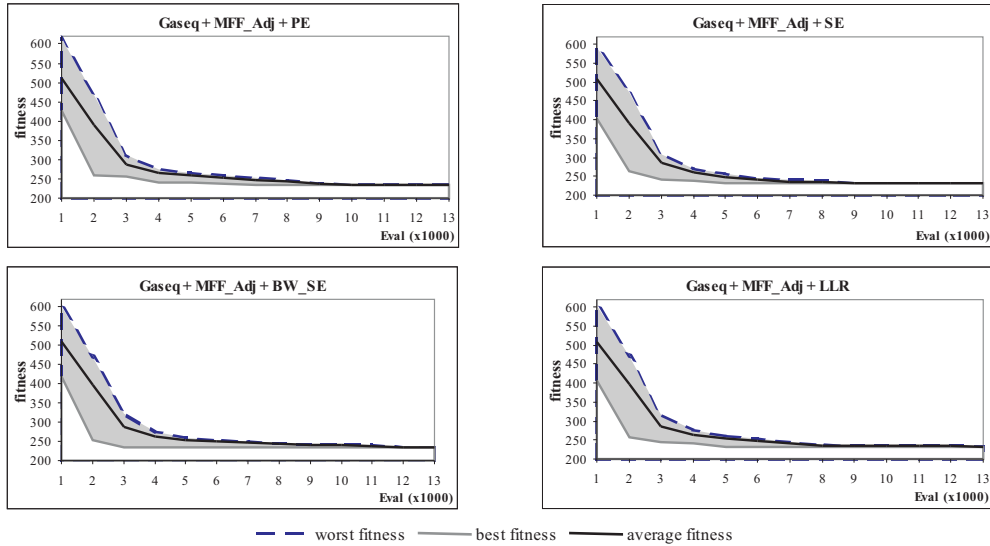 Gaseq + MFF_Adj + PE
fitness
600
550
500
450
400
350
300
250
200
1 2 3 4 5 6 7 8 9 10 11 12 13
Eval (x1000)
Gaseq + MFF_Adj + SE
fitness
600
550
500
450
400
350
300
250
200
1 2 3 4 5 6 7 8 9 10 11 12 13
Eval (x1000)
Gaseq + MFF_Adj + BW_SE
fitness
600
550
500
450
400
350
300
250
200
1 2 3 4 5 6 7 8 9 10 11 12 13
Eval (x1000)
Gaseq + MFF_Adj + LLR
fitness
600
550
500
450
400
350
300
250
200
1 2 3 4 5 6 7 8 9 10 11 12 13
Eval (x1000)
worst fitness best fitness average fitness